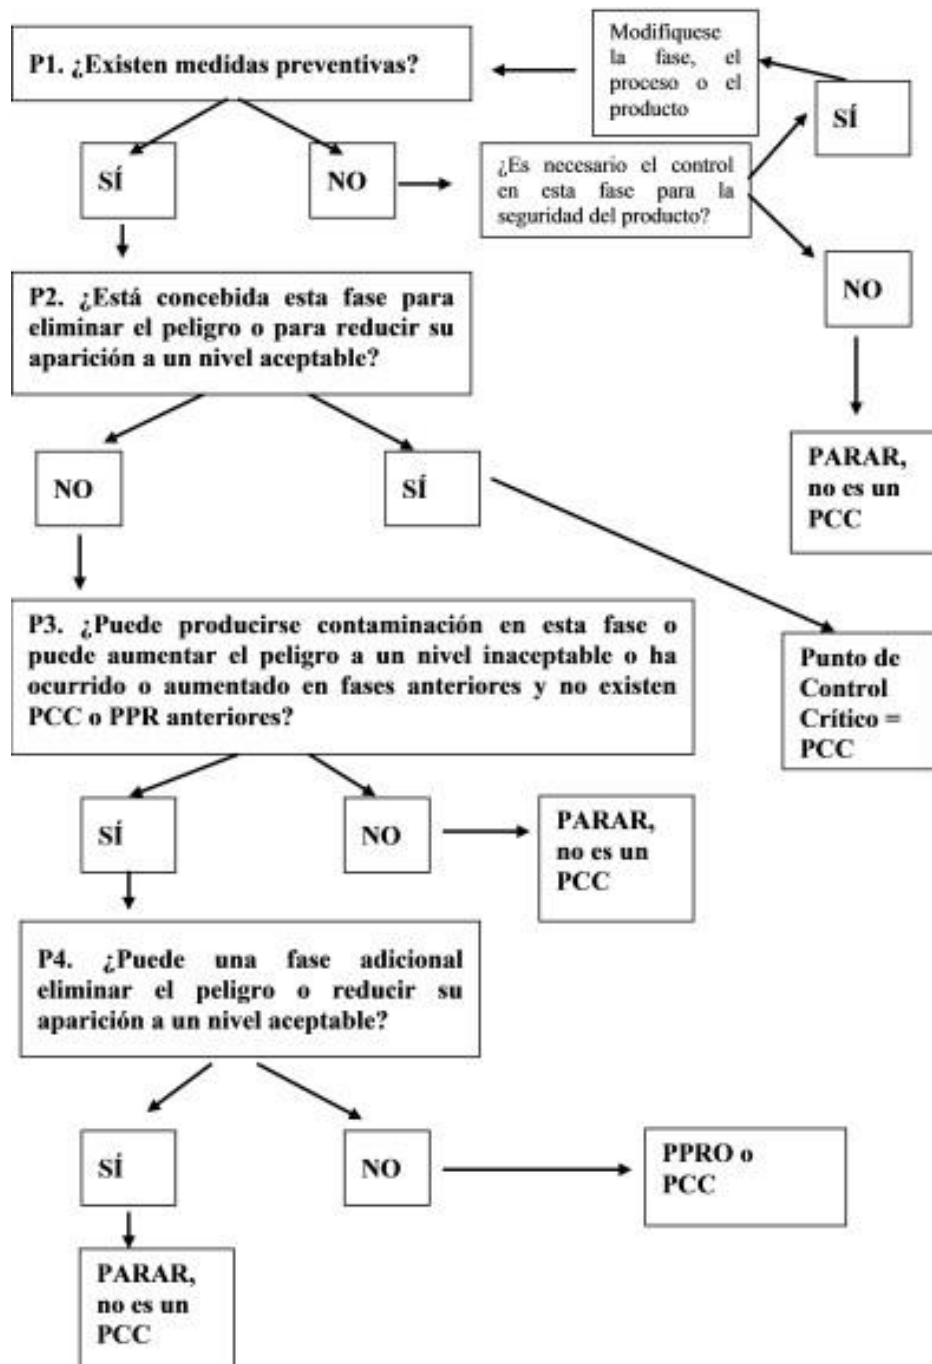 P1. ¿Existen medidas preventivas?
Modifíquese
la fase, el
proceso o el
producto
SÍ
SÍ
NO
¿Es necesario el control
en esta fase para la
seguridad del producto?
NO
P2. ¿Está concebida esta fase para
eliminar el peligro o para reducir su
aparición a un nivel aceptable?
PARAR,
no es un
PCC
NO
SÍ
P3. ¿Puede producirse contaminación en esta fase o
puede aumentar el peligro a un nivel inaceptable o ha
ocurrido o aumentado en fases anteriores y no existen
PCC o PPR anteriores?
Punto de
Control
Crítico =
PCC
SÍ
NO
PARAR,
no es un
PCC
P4. ¿Puede una fase adicional
eliminar el peligro o reducir su
aparición a un nivel aceptable?
SÍ
NO
PPRO o
PCC
PARAR,
no es un
PCC